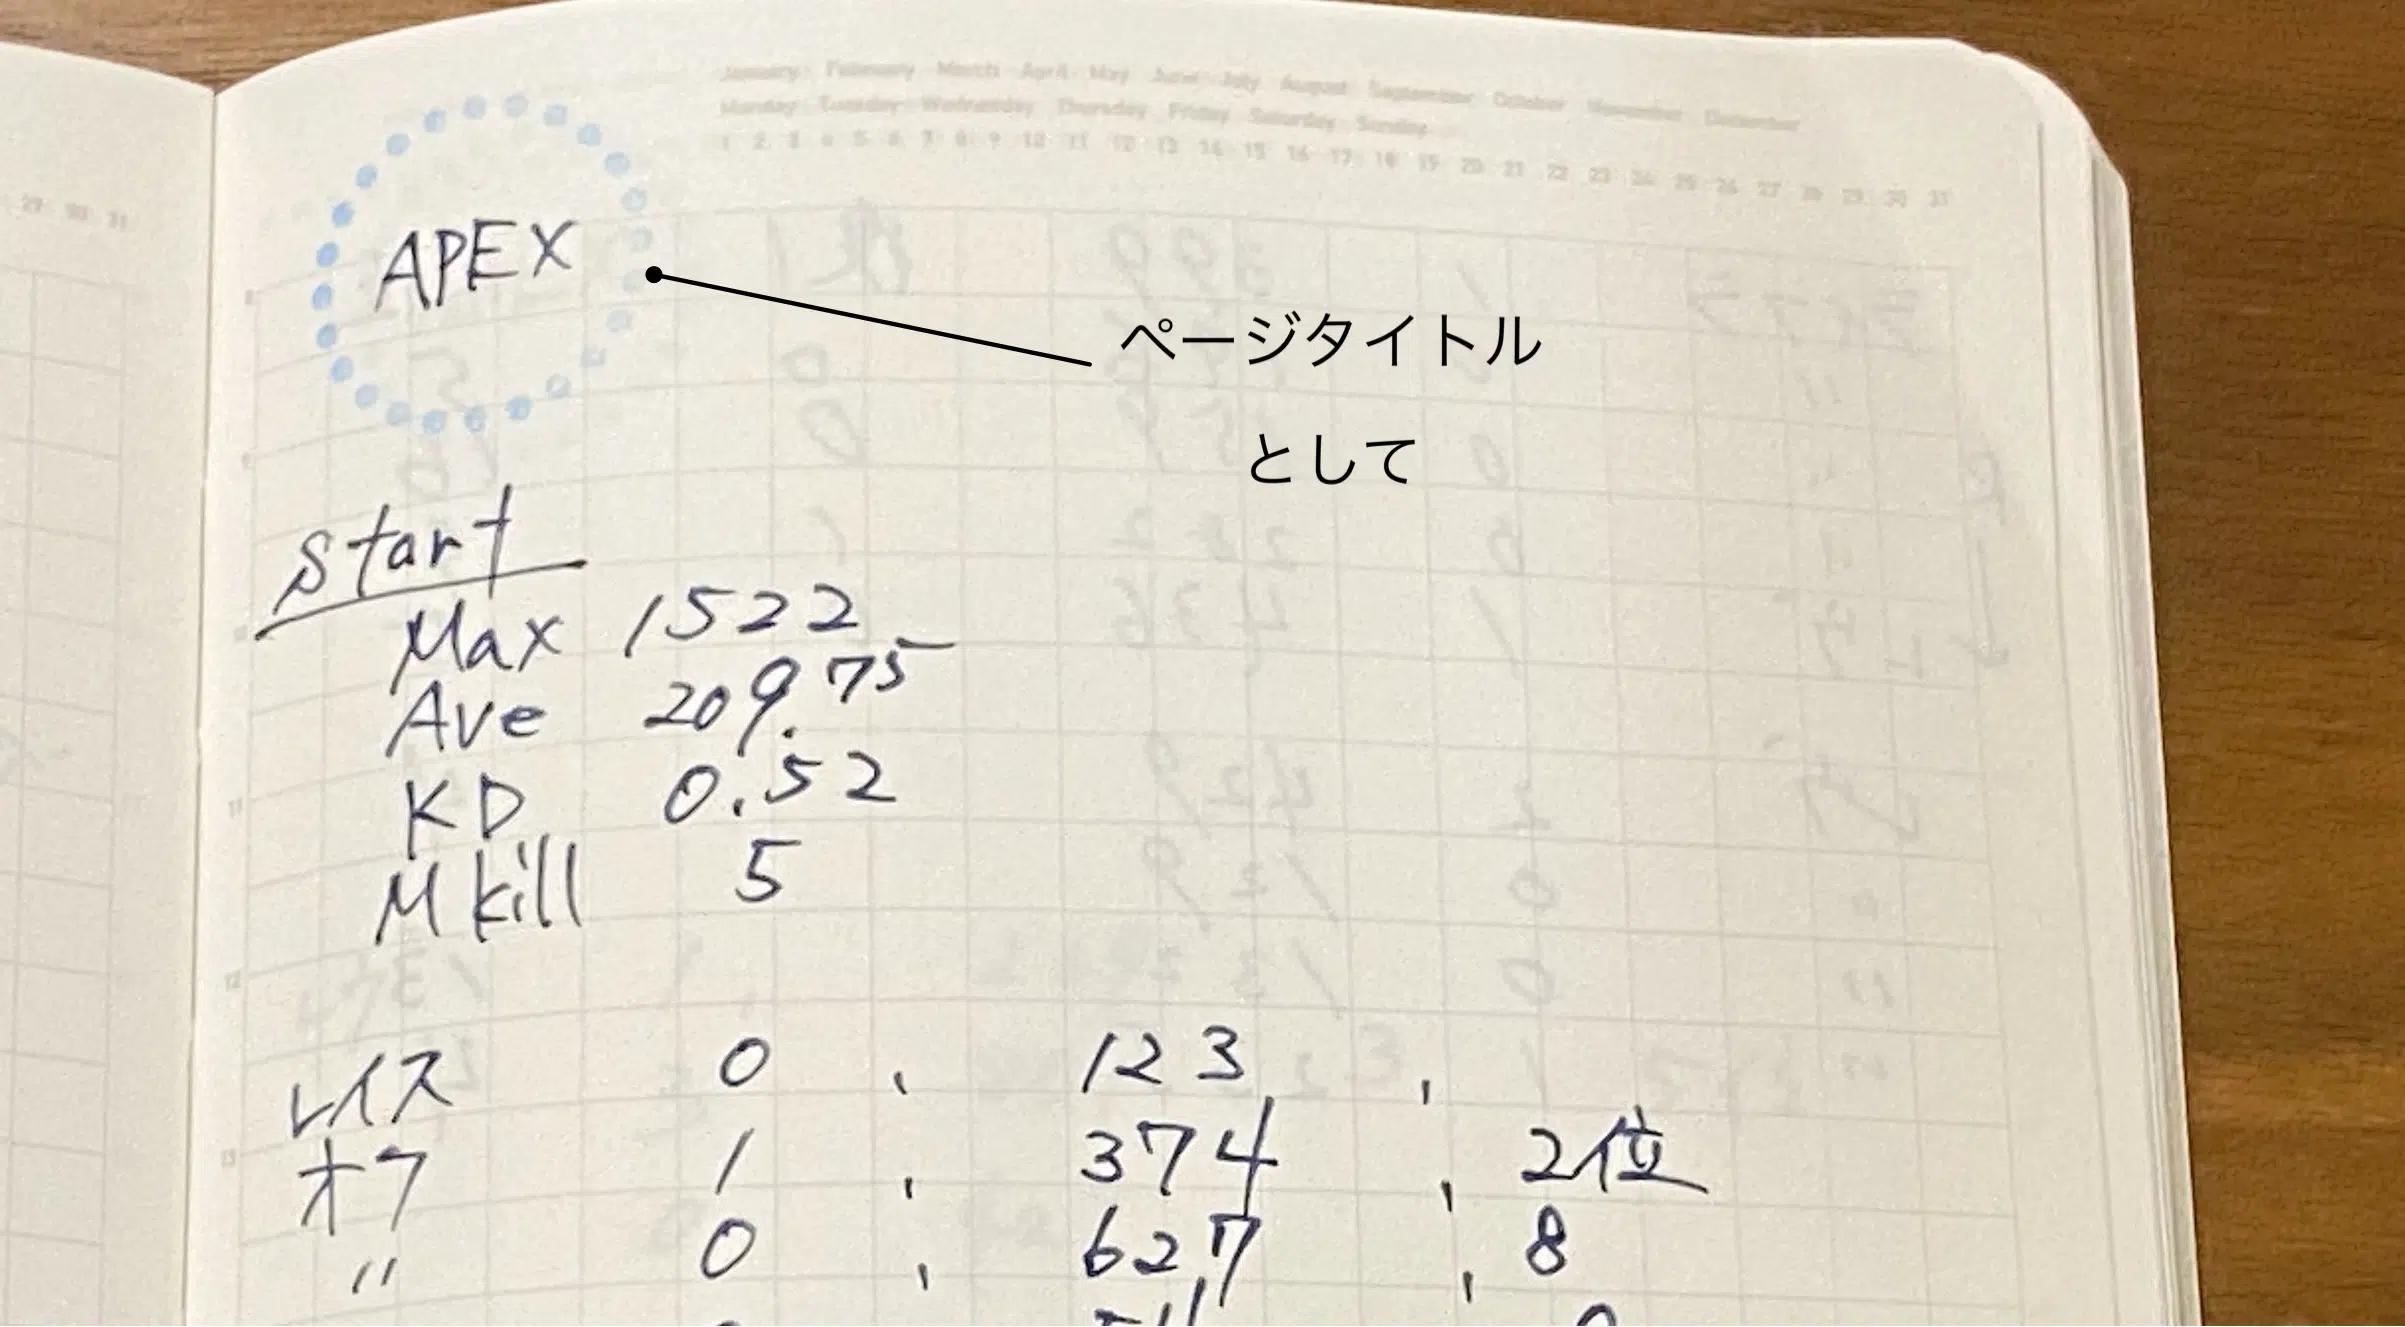 January February March April May June July August September October November December
Monday Tuesday Wednesday Thursday Friday Saturday Sunday
1 2 3 4 5 6 7 8 9 10 11 12 13 14 15 16 17 18 19 20 21 22 23 24 25 26 27 28 29 30 31
29 30 31
APEX
ページタイトル
として
start
Max 1522
Ave 209.75
KD 0.52
M kill 5
レイス 0 , 123 ,
オク 1 , 374 , 2位
〃 0 , 627 , 8